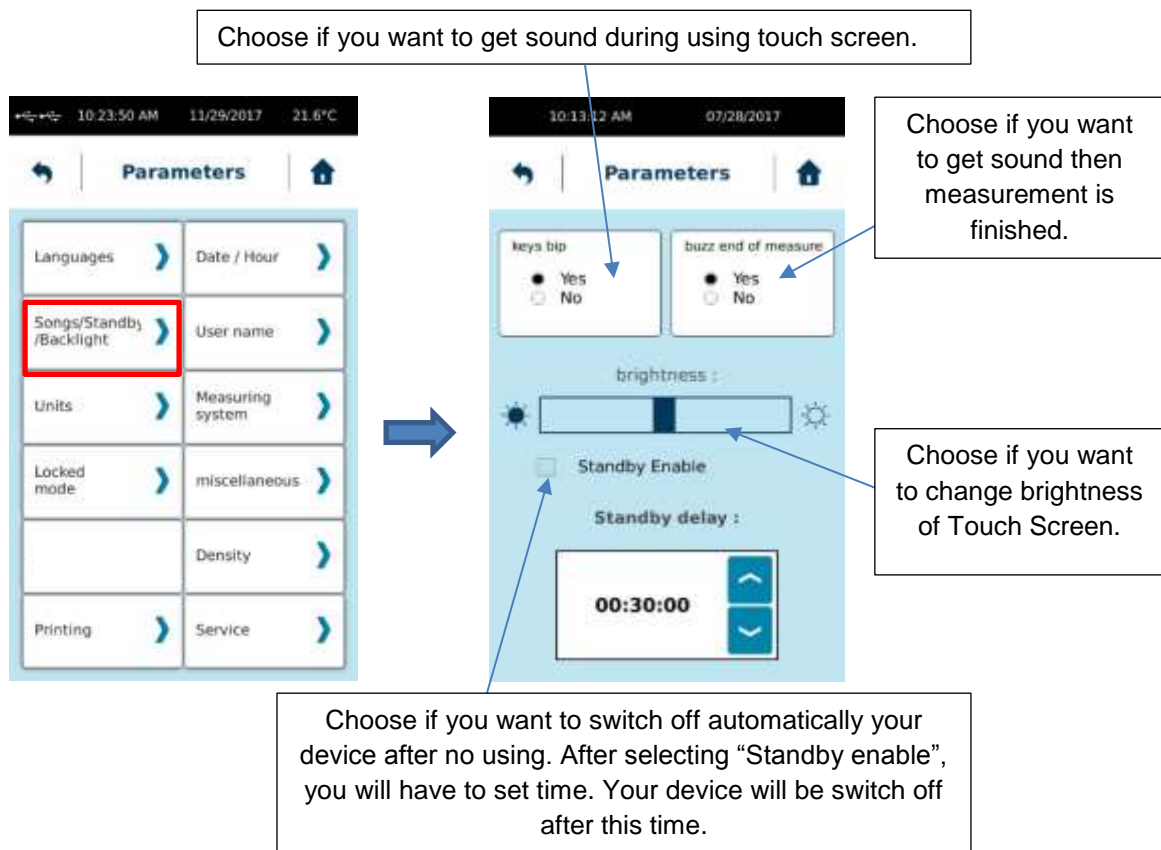 Choose if you want to get sound during using touch screen.
10:23:50 AM 11/29/2017 21.6°C
Parameters
Languages
Date / Hour
Songs/Standby
/Backlight
User name
Units
Measuring
system
Locked
mode
miscellaneous
Density
Printing
Service
10:13:12 AM 07/28/2017
Parameters
keys bip
Yes
No
buzz end of measure
Yes
No
brightness :
Standby Enable
Standby delay :
00:30:00
Choose if you want
to get sound then
measurement is
finished.
Choose if you want
to change brightness
of Touch Screen.
Choose if you want to switch off automatically your
device after no using. After selecting “Standby enable”,
you will have to set time. Your device will be switch off
after this time.